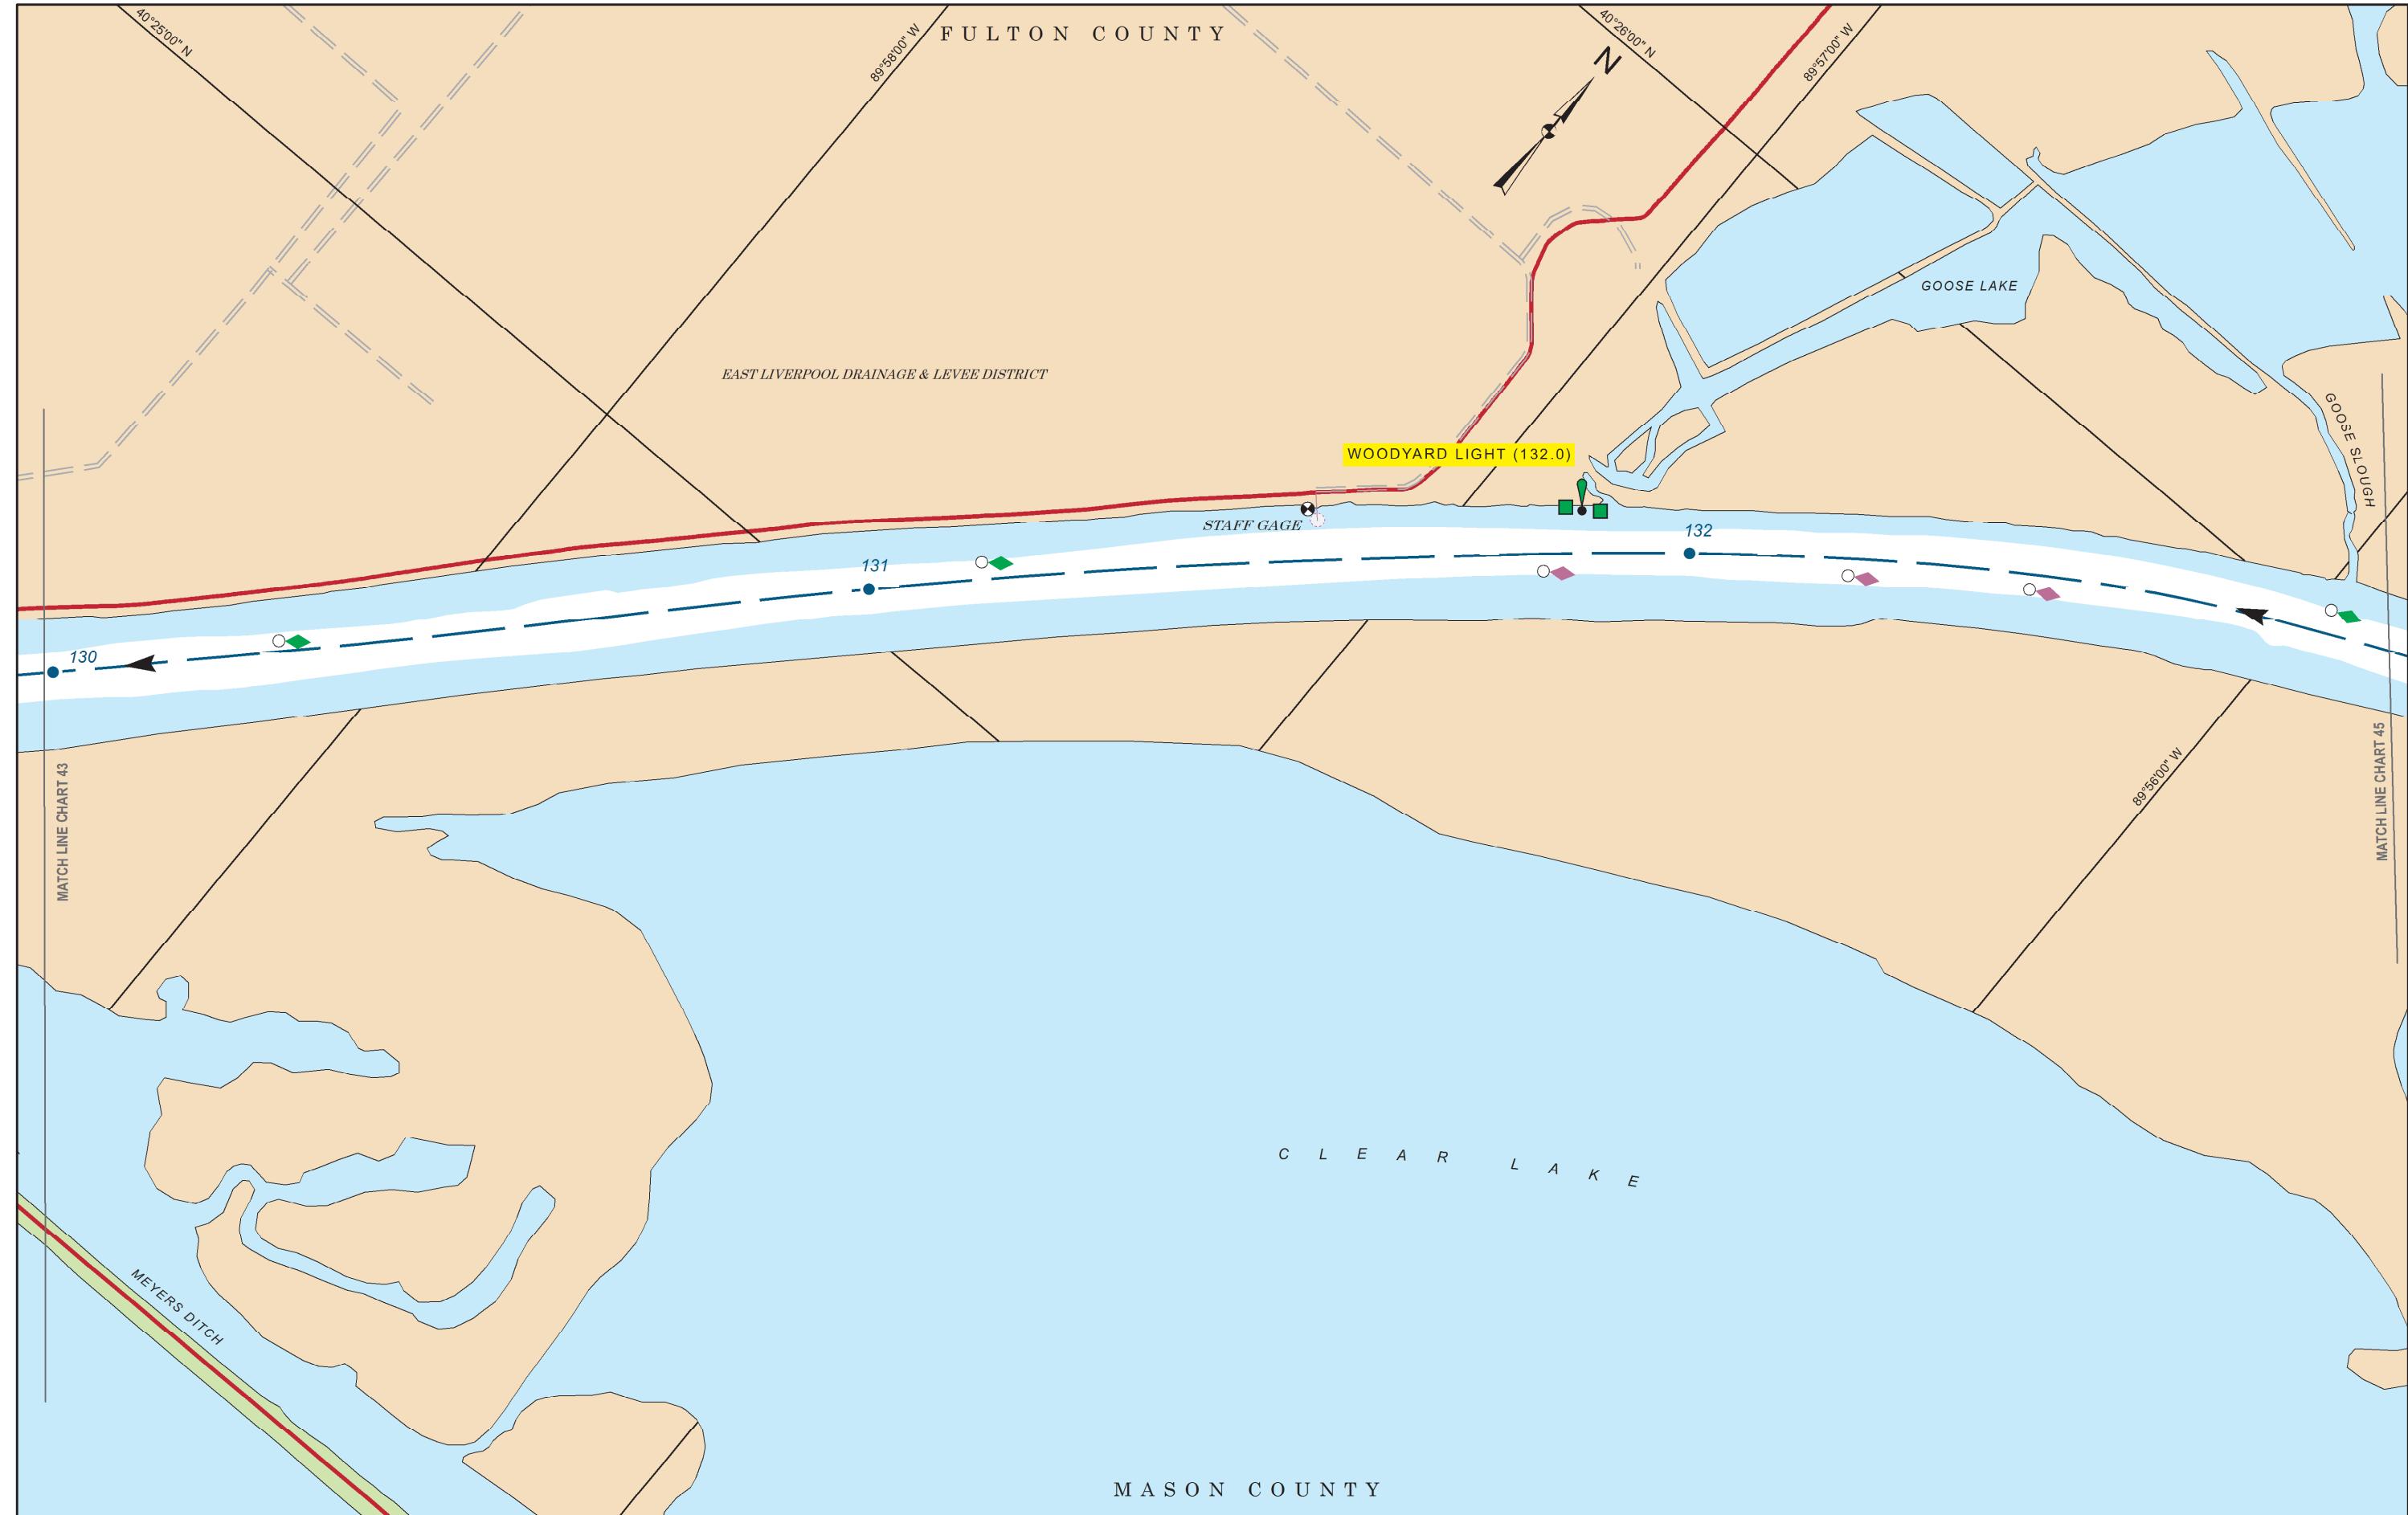 40°25'00" N
89°58'00" W
FULTON COUNTY
40°26'00" N
89°57'00" W
N
GOOSE LAKE
EAST LIVERPOOL DRAINAGE & LEVEE DISTRICT
GOOSE SLOUGH
WOODYARD LIGHT (132.0)
STAFF GAGE
132
131
130
MATCH LINE CHART 43
MATCH LINE CHART 45
89°56'00" W
CLEAR LAKE
MEYERS DITCH
MASON COUNTY